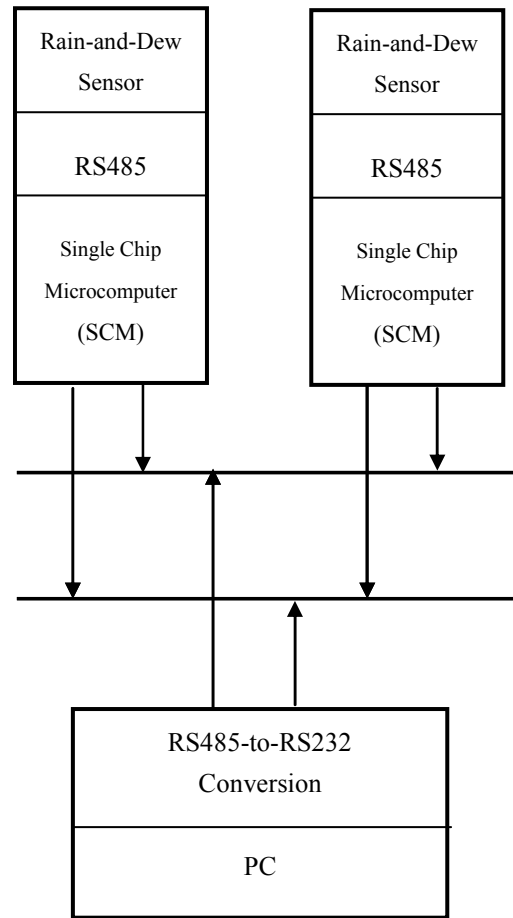 Rain-and-Dew
Sensor
RS485
Single Chip
Microcomputer
(SCM)
Rain-and-Dew
Sensor
RS485
Single Chip
Microcomputer
(SCM)
RS485-to-RS232
Conversion
PC